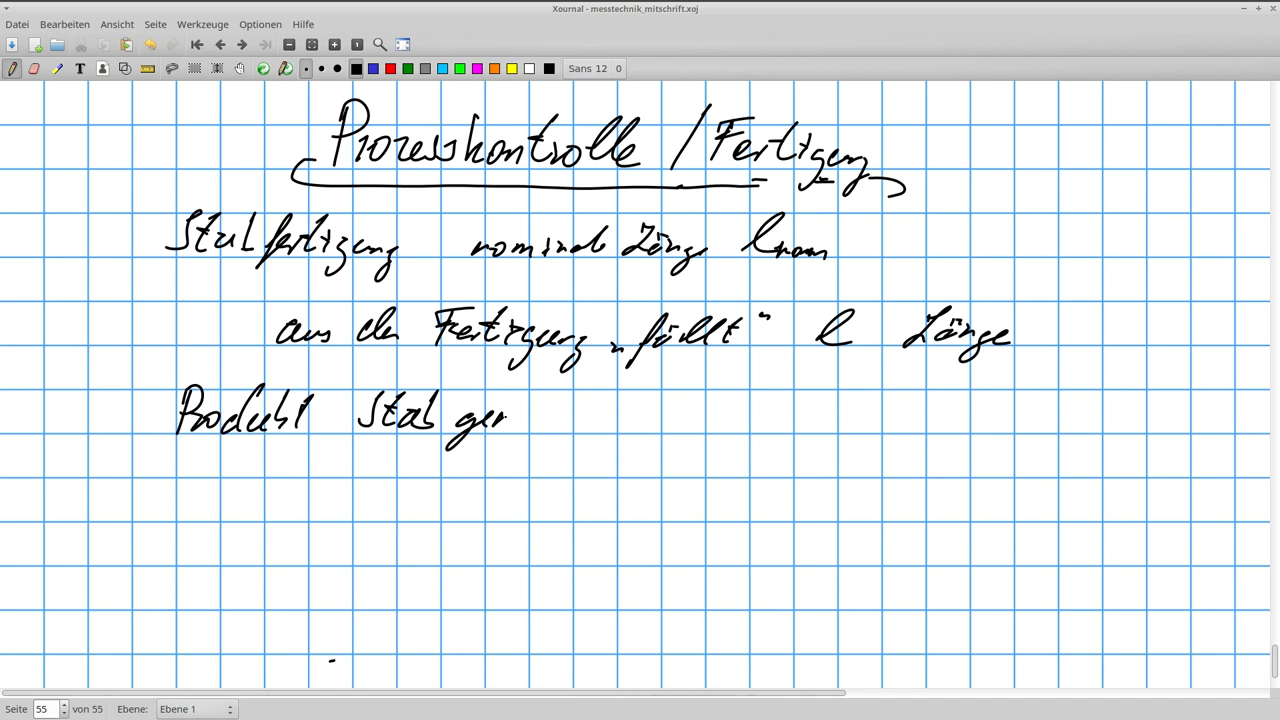 Xournal - messtechnik_mitschrift.xoj
Datei Bearbeiten Ansicht Seite Werkzeuge Optionen Hilfe
Sans 12 0
Prozesskontrolle / Fertigung
Stabfertigung nominale Länge lnom
aus der Fertigung „fällt“ l Länge
Produkt Stab ger
Seite 55 von 55 Ebene: Ebene 1